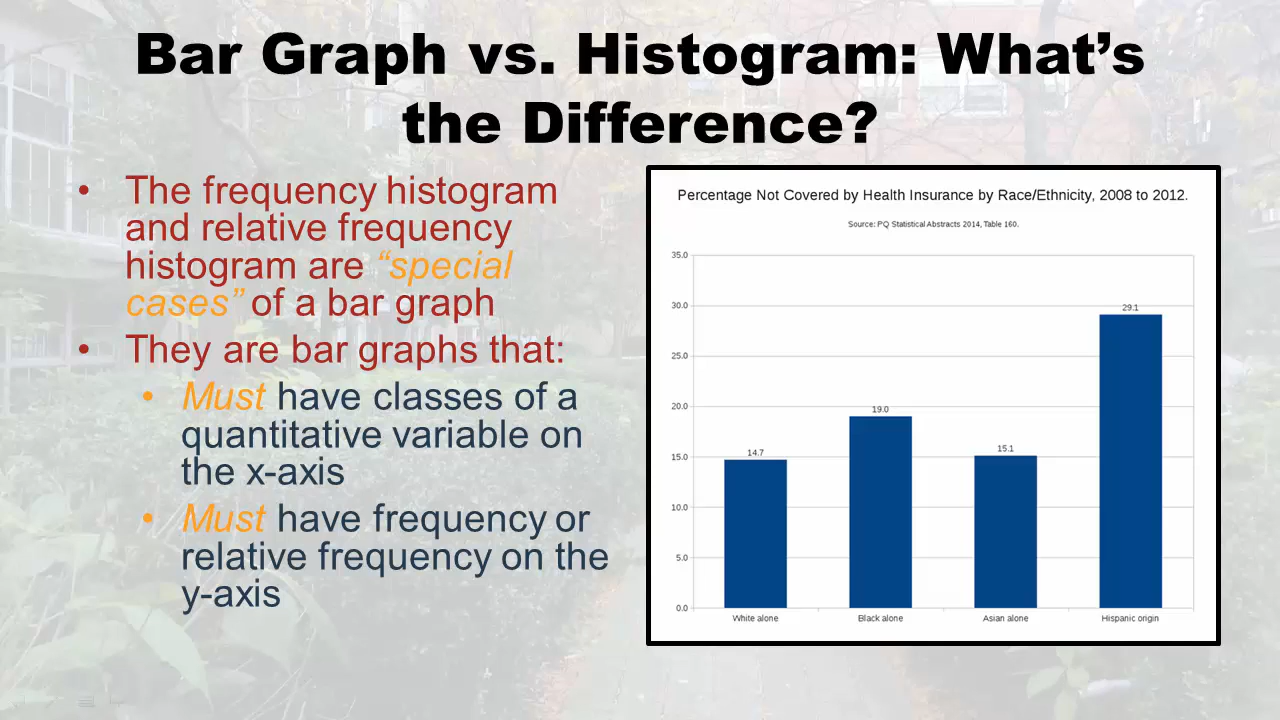 Bar Graph vs. Histogram: What’s
the Difference?
• The frequency histogram
and relative frequency
histogram are “special
cases” of a bar graph
• They are bar graphs that:
• Must have classes of a
quantitative variable on
the x-axis
• Must have frequency or
relative frequency on the
y-axis
Percentage Not Covered by Health Insurance by Race/Ethnicity, 2008 to 2012.
Source: PQ Statistical Abstracts 2014, Table 160.
35.0
30.0
25.0
20.0
15.0
10.0
5.0
0.0
14.7
19.0
15.1
29.1
White alone
Black alone
Asian alone
Hispanic origin